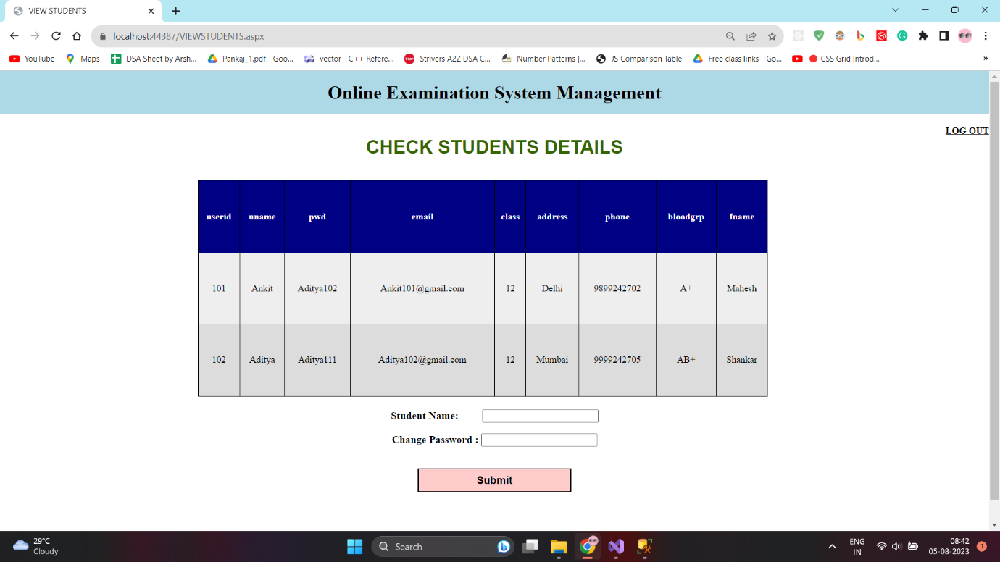 VIEW STUDENTS
localhost:44387/VIEWSTUDENTS.aspx
YouTube Maps DSA Sheet by Arsh... Pankaj_1.pdf - Goo... vector - C++ Refere... Strivers A2Z DSA C... Number Patterns |... JS Comparison Table Free class links - Go... CSS Grid Introd... »
Online Examination System Management
LOG OUT
CHECK STUDENTS DETAILS
userid uname pwd email class address phone bloodgrp fname
101 Ankit Aditya102 Ankit101@gmail.com 12 Delhi 9899242702 A+ Mahesh
102 Aditya Aditya111 Aditya102@gmail.com 12 Mumbai 9999242705 AB+ Shankar
Student Name:
Change Password :
Submit
29°C
Cloudy
Search
ENG
IN
08:42
05-08-2023
1